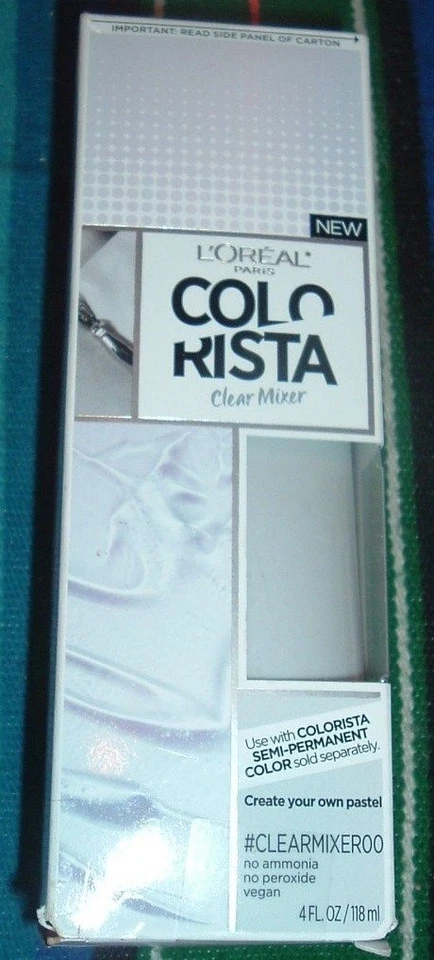 IMPORTANT: READ SIDE PANEL OF CARTON
NEW
L'ORÉAL
PARIS
COLO
RISTA
Clear Mixer
Use with COLORISTA
SEMI-PERMANENT
COLOR sold separately.
Create your own pastel
#CLEARMIXER00
no ammonia
no peroxide
vegan
4 FL. OZ / 118 ml